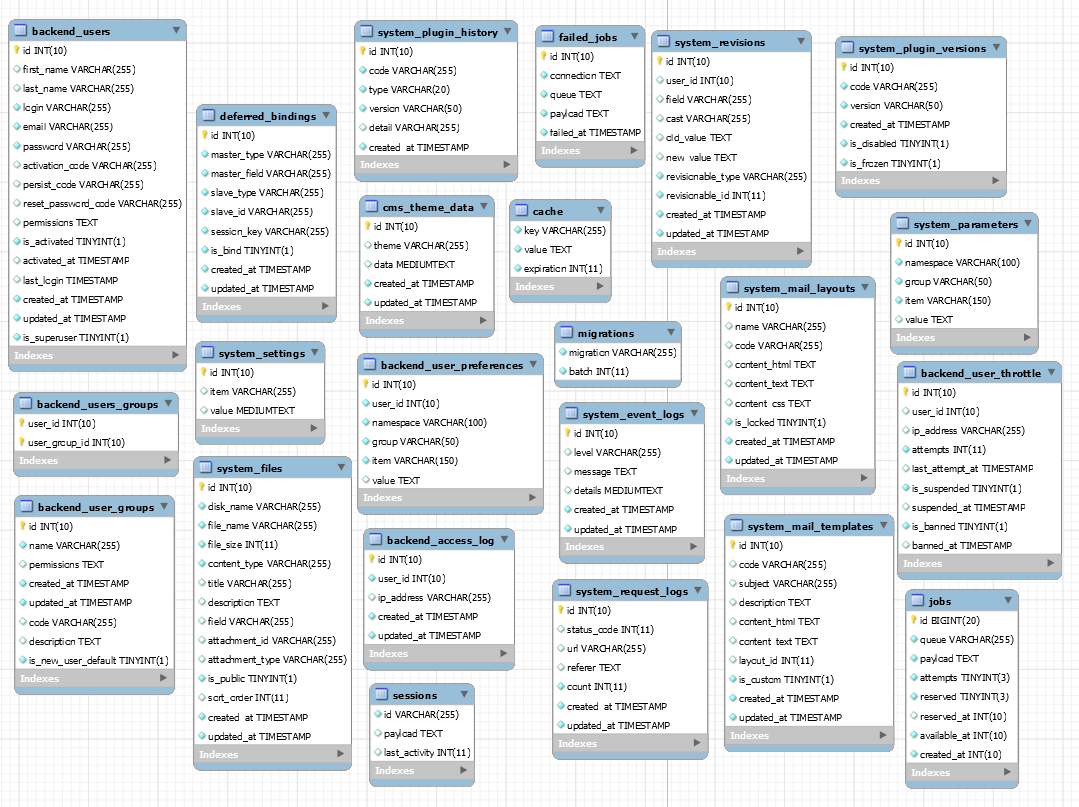 backend_users
id INT(10)
first_name VARCHAR(255)
last_name VARCHAR(255)
login VARCHAR(255)
email VARCHAR(255)
password VARCHAR(255)
activation_code VARCHAR(255)
persist_code VARCHAR(255)
reset_password_code VARCHAR(255)
permissions TEXT
is_activated TINYINT(1)
activated_at TIMESTAMP
last_login TIMESTAMP
created_at TIMESTAMP
updated_at TIMESTAMP
is_superuser TINYINT(1)
Indexes
backend_users_groups
user_id INT(10)
user_group_id INT(10)
Indexes
backend_user_groups
id INT(10)
name VARCHAR(255)
permissions TEXT
created_at TIMESTAMP
updated_at TIMESTAMP
code VARCHAR(255)
description TEXT
is_new_user_default TINYINT(1)
Indexes
deferred_bindings
id INT(10)
master_type VARCHAR(255)
master_field VARCHAR(255)
slave_type VARCHAR(255)
slave_id VARCHAR(255)
session_key VARCHAR(255)
is_bind TINYINT(1)
created_at TIMESTAMP
updated_at TIMESTAMP
Indexes
system_settings
id INT(10)
item VARCHAR(255)
value MEDIUMTEXT
Indexes
system_files
id INT(10)
disk_name VARCHAR(255)
file_name VARCHAR(255)
file_size INT(11)
content_type VARCHAR(255)
title VARCHAR(255)
description TEXT
field VARCHAR(255)
attachment_id VARCHAR(255)
attachment_type VARCHAR(255)
is_public TINYINT(1)
sort_order INT(11)
created_at TIMESTAMP
updated_at TIMESTAMP
Indexes
system_plugin_history
id INT(10)
code VARCHAR(255)
type VARCHAR(20)
version VARCHAR(50)
detail VARCHAR(255)
created_at TIMESTAMP
Indexes
cms_theme_data
id INT(10)
theme VARCHAR(255)
data MEDIUMTEXT
created_at TIMESTAMP
updated_at TIMESTAMP
Indexes
backend_user_preferences
id INT(10)
user_id INT(10)
namespace VARCHAR(100)
group VARCHAR(50)
item VARCHAR(150)
value TEXT
Indexes
backend_access_log
id INT(10)
user_id INT(10)
ip_address VARCHAR(255)
created_at TIMESTAMP
updated_at TIMESTAMP
Indexes
sessions
id VARCHAR(255)
payload TEXT
last_activity INT(11)
Indexes
failed_jobs
id INT(10)
connection TEXT
queue TEXT
payload TEXT
failed_at TIMESTAMP
Indexes
cache
key VARCHAR(255)
value TEXT
expiration INT(11)
Indexes
migrations
migration VARCHAR(255)
batch INT(11)
Indexes
system_event_logs
id INT(10)
level VARCHAR(255)
message TEXT
details MEDIUMTEXT
created_at TIMESTAMP
updated_at TIMESTAMP
Indexes
system_request_logs
id INT(10)
status_code INT(11)
url VARCHAR(255)
referer TEXT
count INT(11)
created_at TIMESTAMP
updated_at TIMESTAMP
Indexes
system_revisions
id INT(10)
user_id INT(10)
field VARCHAR(255)
cast VARCHAR(255)
old_value TEXT
new_value TEXT
revisionable_type VARCHAR(255)
revisionable_id INT(11)
created_at TIMESTAMP
updated_at TIMESTAMP
Indexes
system_mail_layouts
id INT(10)
name VARCHAR(255)
code VARCHAR(255)
content_html TEXT
content_text TEXT
content_css TEXT
is_locked TINYINT(1)
created_at TIMESTAMP
updated_at TIMESTAMP
Indexes
system_mail_templates
id INT(10)
code VARCHAR(255)
subject VARCHAR(255)
description TEXT
content_html TEXT
content_text TEXT
layout_id INT(11)
is_custom TINYINT(1)
created_at TIMESTAMP
updated_at TIMESTAMP
Indexes
system_plugin_versions
id INT(10)
code VARCHAR(255)
version VARCHAR(50)
created_at TIMESTAMP
is_disabled TINYINT(1)
is_frozen TINYINT(1)
Indexes
system_parameters
id INT(10)
namespace VARCHAR(100)
group VARCHAR(50)
item VARCHAR(150)
value TEXT
Indexes
backend_user_throttle
id INT(10)
user_id INT(10)
ip_address VARCHAR(255)
attempts INT(11)
last_attempt_at TIMESTAMP
is_suspended TINYINT(1)
suspended_at TIMESTAMP
is_banned TINYINT(1)
banned_at TIMESTAMP
Indexes
jobs
id BIGINT(20)
queue VARCHAR(255)
payload TEXT
attempts TINYINT(3)
reserved TINYINT(3)
reserved_at INT(10)
available_at INT(10)
created_at INT(10)
Indexes